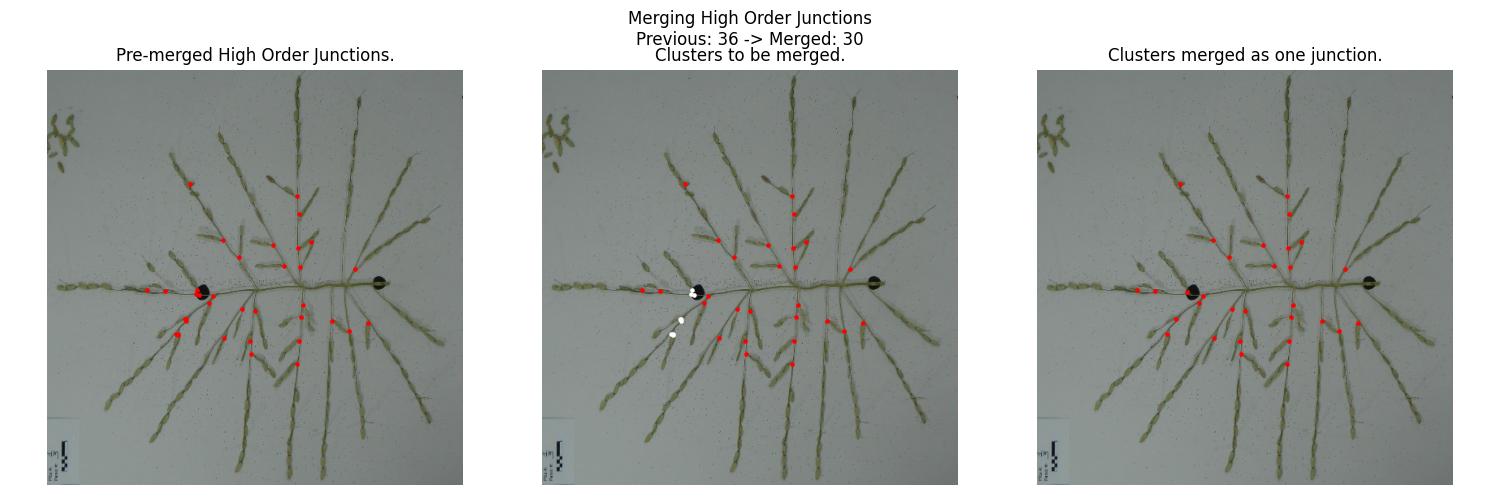 Merging High Order Junctions
Previous: 36 -> Merged: 30
Pre-merged High Order Junctions.
Clusters to be merged.
Clusters merged as one junction.